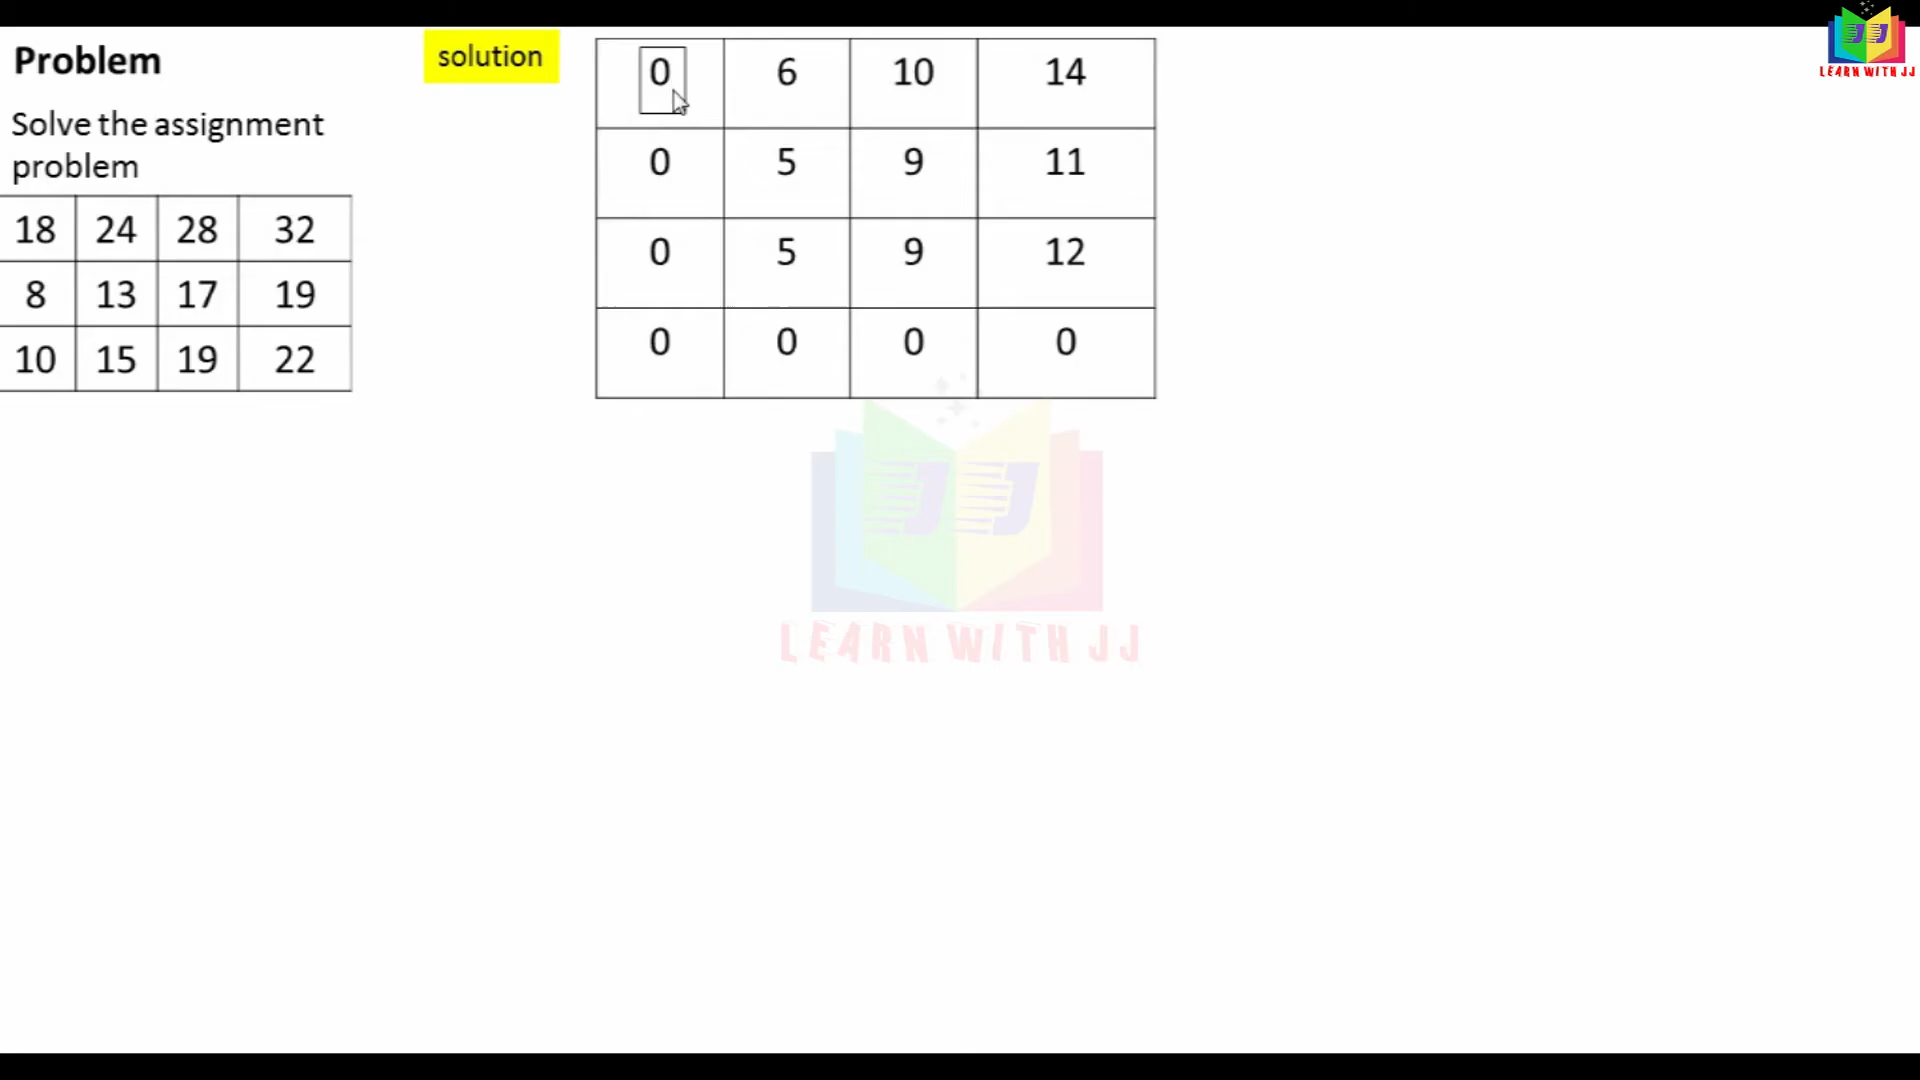 Problem
solution
Solve the assignment
problem
18 24 28 32
8 13 17 19
10 15 19 22
0 6 10 14
0 5 9 11
0 5 9 12
0 0 0 0
JJ
LEARN WITH JJ
JJ
LEARN WITH JJ